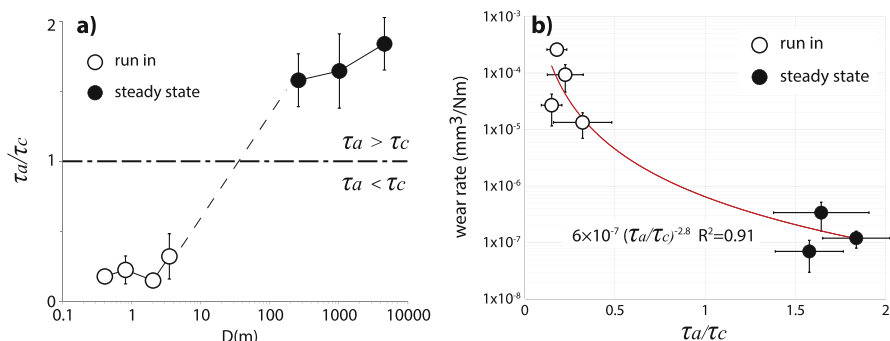 a)
2
1
0
τa/τc
run in
steady state
τa > τc
τa < τc
0.1 1 10 100 1000 10000
D(m)
b)
1x10-3
1x10-4
1x10-5
1x10-6
1x10-7
1x10-8
wear rate (mm3/Nm)
run in
steady state
6×10-7 (τa/τc)-2.8 R2=0.91
0 0.5 1 1.5 2
τa/τc